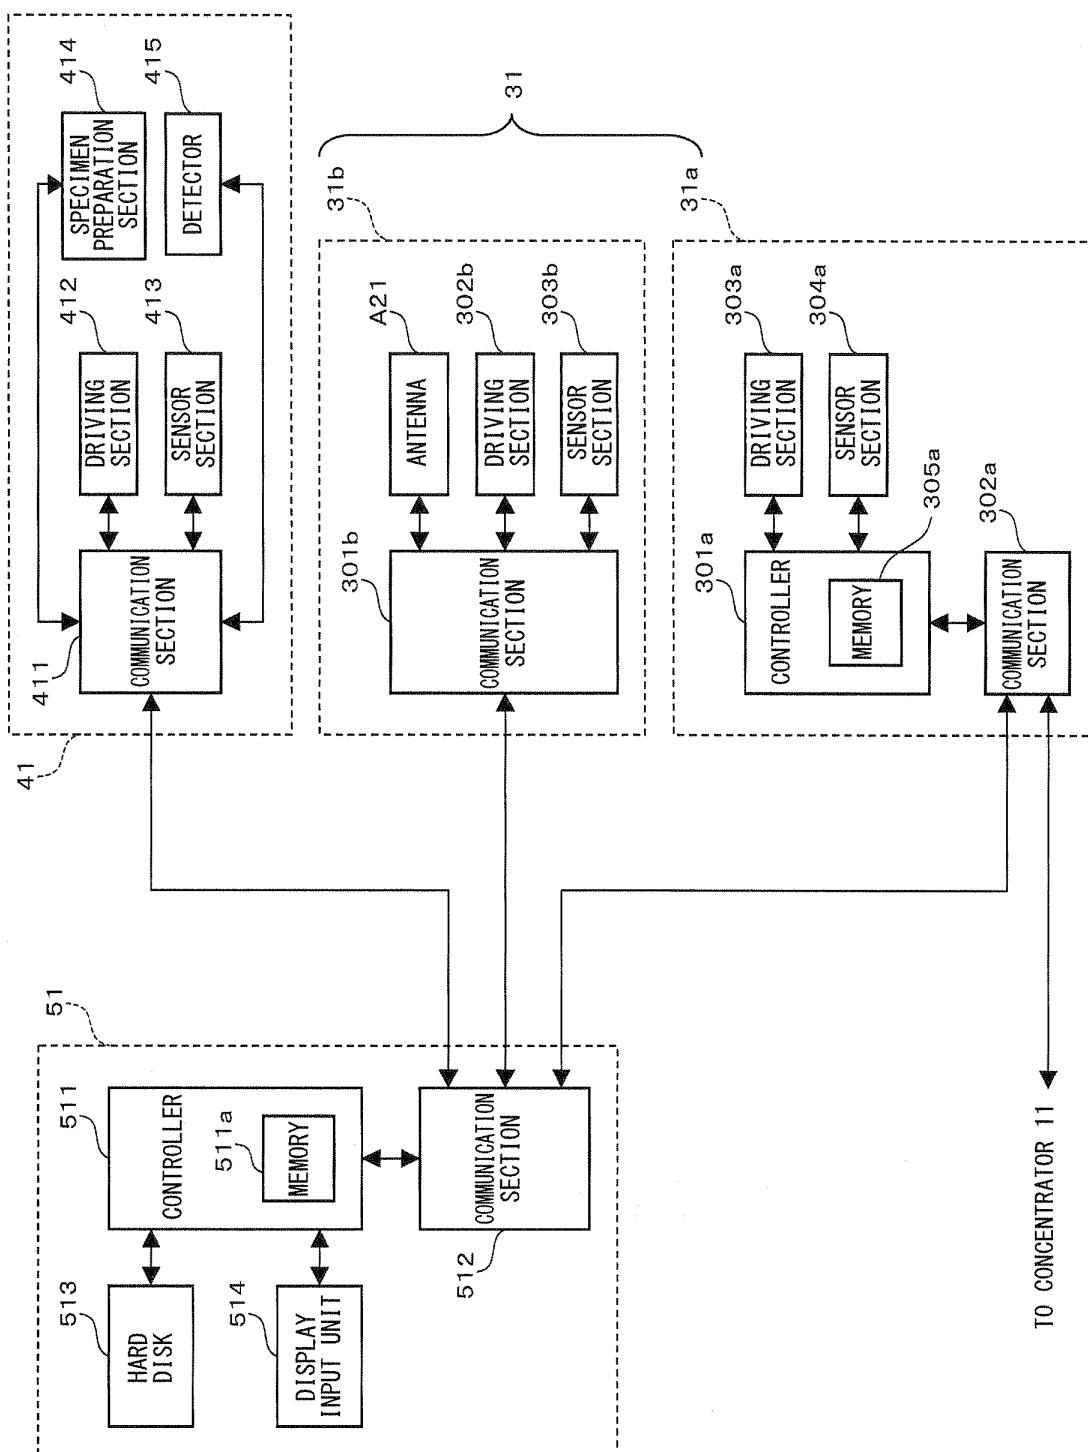 51
513
HARD
DISK
514
DISPLAY
INPUT UNIT
511
CONTROLLER
511a
MEMORY
512
COMMUNICATION
SECTION
TO CONCENTRATOR 11
41
411
COMMUNICATION
SECTION
412
DRIVING
SECTION
413
SENSOR
SECTION
414
SPECIMEN
PREPARATION
SECTION
415
DETECTOR
31
31b
301b
COMMUNICATION
SECTION
A21
ANTENNA
302b
DRIVING
SECTION
303b
SENSOR
SECTION
31a
301a
CONTROLLER
MEMORY
305a
303a
DRIVING
SECTION
304a
SENSOR
SECTION
302a
COMMUNICATION
SECTION